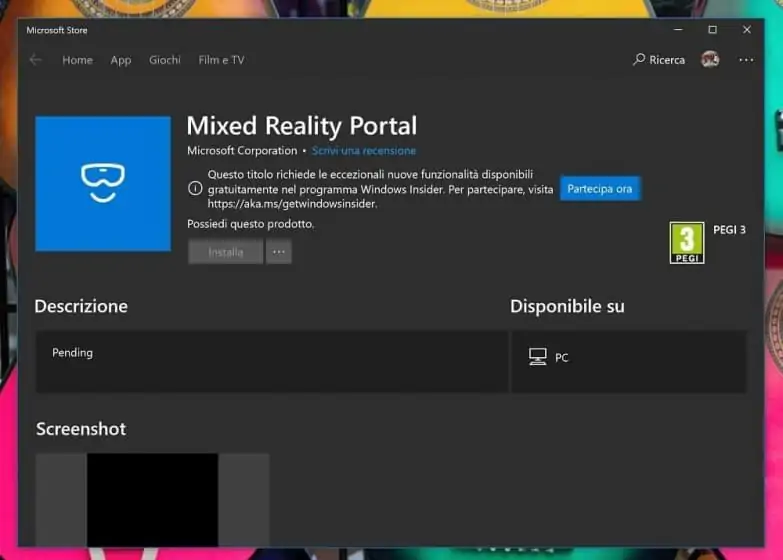 Microsoft Store
Home App Giochi Film e TV Ricerca
Mixed Reality Portal
Microsoft Corporation • Scrivi una recensione
Questo titolo richiede le eccezionali nuove funzionalità disponibili
gratuitamente nel programma Windows Insider. Per partecipare, visita
https://aka.ms/getwindowsinsider.
Partecipa ora
Possiedi questo prodotto.
Installa
3
PEGI
PEGI 3
Descrizione
Pending
Disponibile su
PC
Screenshot